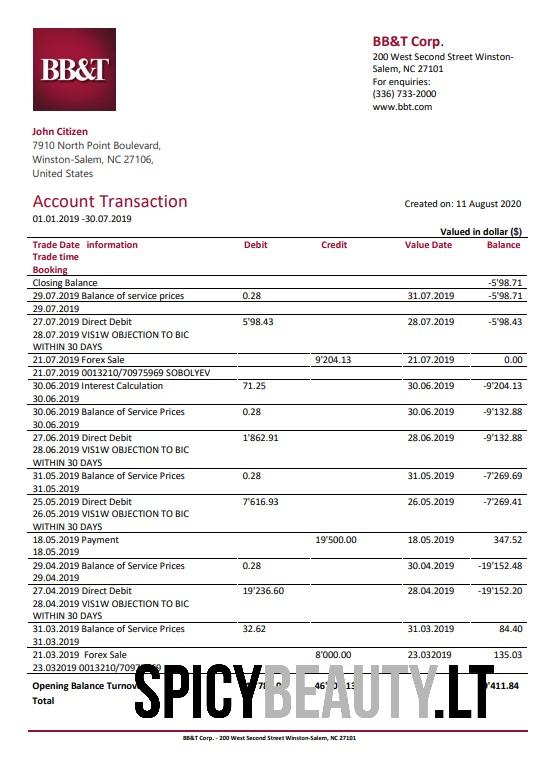 BB&T
BB&T Corp.
200 West Second Street Winston-
Salem, NC 27101
For enquiries:
(336) 733-2000
www.bbt.com
John Citizen
7910 North Point Boulevard,
Winston-Salem, NC 27106,
United States
Account Transaction
Created on: 11 August 2020
01.01.2019 -30.07.2019
Valued in dollar ($)
Trade Date information Debit Credit Value Date Balance
Trade time
Booking
Closing Balance -5'98.71
29.07.2019 Balance of service prices 0.28 31.07.2019 -5'98.71
29.07.2019
27.07.2019 Direct Debit 5'98.43 28.07.2019 -5'98.43
28.07.2019 VIS1W OBJECTION TO BIC
WITHIN 30 DAYS
21.07.2019 Forex Sale 9'204.13 21.07.2019 0.00
21.07.2019 0013210/70975969 SOBOLYEV
30.06.2019 Interest Calculation 71.25 30.06.2019 -9'204.13
30.06.2019
30.06.2019 Balance of Service Prices 0.28 30.06.2019 -9'132.88
30.06.2019
27.06.2019 Direct Debit 1'862.91 28.06.2019 -9'132.88
28.06.2019 VIS1W OBJECTION TO BIC
WITHIN 30 DAYS
31.05.2019 Balance of Service Prices 0.28 31.05.2019 -7'269.69
31.05.2019
25.05.2019 Direct Debit 7'616.93 26.05.2019 -7'269.41
26.05.2019 VIS1W OBJECTION TO BIC
WITHIN 30 DAYS
18.05.2019 Payment 19'500.00 18.05.2019 347.52
18.05.2019
29.04.2019 Balance of Service Prices 0.28 30.04.2019 -19'152.48
29.04.2019
27.04.2019 Direct Debit 19'236.60 28.04.2019 -19'152.20
28.04.2019 VIS1W OBJECTION TO BIC
WITHIN 30 DAYS
31.03.2019 Balance of Service Prices 32.62 31.03.2019 84.40
31.03.2019
21.03.2019 Forex Sale 8'000.00 23.032019 135.03
23.032019
Opening Balance
Total
SPICYBEAUTY.LT
BB&T Corp. - 200 West Second Street Winston-Salem, NC 27101